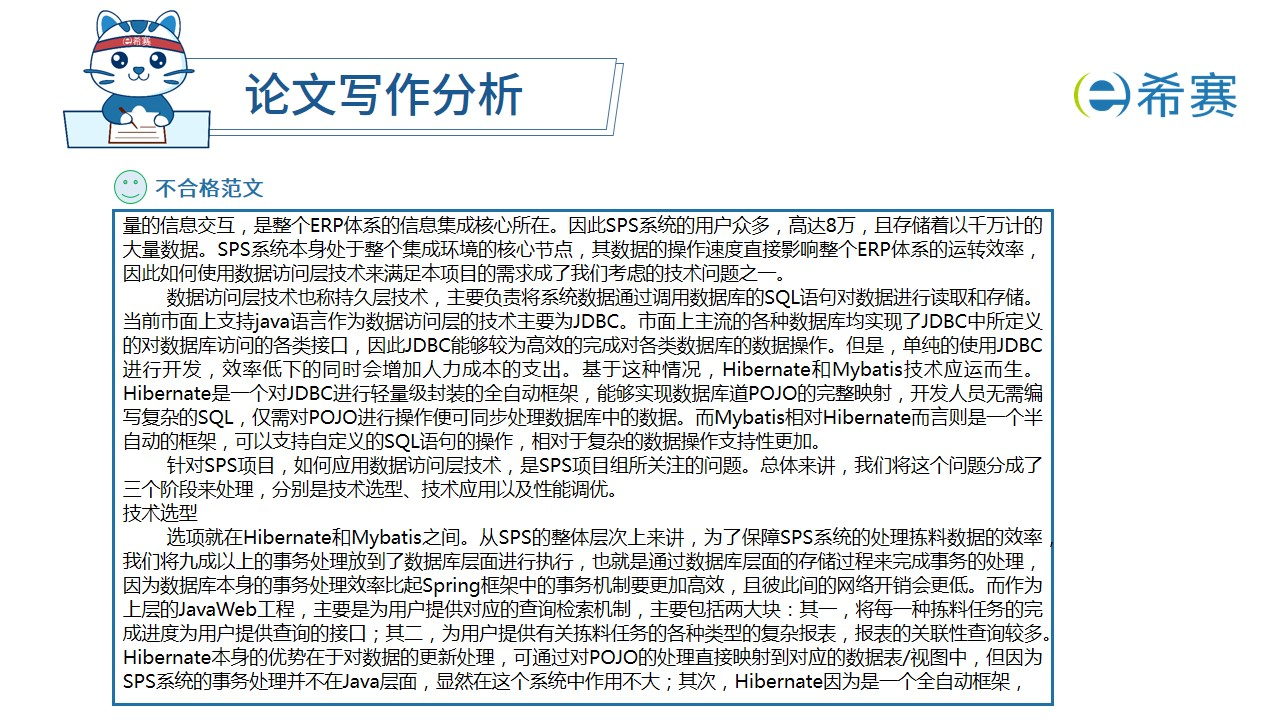 希赛
论文写作分析
希赛
不合格范文
量的信息交互，是整个ERP体系的信息集成核心所在。因此SPS系统的用户众多，高达8万，且存储着以千万计的
大量数据。SPS系统本身处于整个集成环境的核心节点，其数据的操作速度直接影响整个ERP体系的运转效率，
因此如何使用数据访问层技术来满足本项目的需求成了我们考虑的技术问题之一。
数据访问层技术也称持久层技术，主要负责将系统数据通过调用数据库的SQL语句对数据进行读取和存储。
当前市面上支持java语言作为数据访问层的技术主要为JDBC。市面上主流的各种数据库均实现了JDBC中所定义
的对数据库访问的各类接口，因此JDBC能够较为高效的完成对各类数据库的数据操作。但是，单纯的使用JDBC
进行开发，效率低下的同时会增加人力成本的支出。基于这种情况，Hibernate和Mybatis技术应运而生。
Hibernate是一个对JDBC进行轻量级封装的全自动框架，能够实现数据库道POJO的完整映射，开发人员无需编
写复杂的SQL，仅需对POJO进行操作便可同步处理数据库中的数据。而Mybatis相对Hibernate而言则是一个半
自动的框架，可以支持自定义的SQL语句的操作，相对于复杂的数据操作支持性更加。
针对SPS项目，如何应用数据访问层技术，是SPS项目组所关注的问题。总体来讲，我们将这个问题分成了
三个阶段来处理，分别是技术选型、技术应用以及性能调优。
技术选型
选项就在Hibernate和Mybatis之间。从SPS的整体层次上来讲，为了保障SPS系统的处理拣料数据的效率，
我们将九成以上的事务处理放到了数据库层面进行执行，也就是通过数据库层面的存储过程来完成事务的处理，
因为数据库本身的事务处理效率比起Spring框架中的事务机制要更加高效，且彼此间的网络开销会更低。而作为
上层的JavaWeb工程，主要是为用户提供对应的查询检索机制，主要包括两大块：其一，将每一种拣料任务的完
成进度为用户提供查询的接口；其二，为用户提供有关拣料任务的各种类型的复杂报表，报表的关联性查询较多。
Hibernate本身的优势在于对数据的更新处理，可通过对POJO的处理直接映射到对应的数据表/视图中，但因为
SPS系统的事务处理并不在Java层面，显然在这个系统中作用不大；其次，Hibernate因为是一个全自动框架，